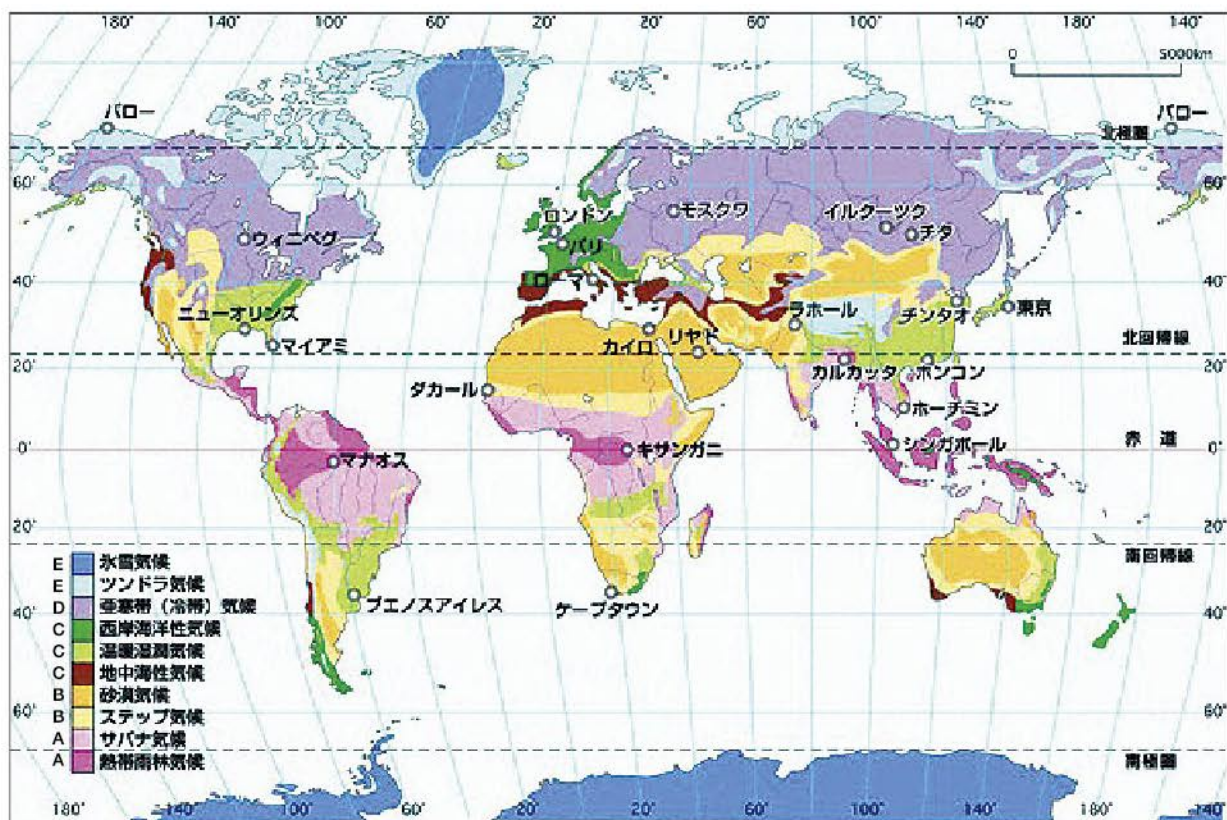 180° 140° 100° 60° 20° 20° 60° 100° 140° 180° 140°
0 5000km
バロー
バロー
北極圏
60° 60°
ロンドン
モスクワ
イルクーツク
チタ
ウィニペグ
パリ
40° ローマ 40°
ニューオリンズ
ラホール
チンタオ
東京
マイアミ
カイロ
リヤド
北回帰線
20° 20°
ダカール
カルカッタ
ホンコン
ホーチミン
0° 0°
マナオス
キサンガニ
シンガポール
赤道
20° 20°
南回帰線
ブエノスアイレス
ケープタウン
40° 40°
E 氷雪気候
E ツンドラ気候
D 亜寒帯(冷帯)気候
C 西岸海洋性気候
C 温暖湿潤気候
C 地中海性気候
B 砂漠気候
B ステップ気候
A サバナ気候
A 熱帯雨林気候
60° 60°
南極圏
180° 140° 100° 60° 20° 20° 60° 100° 140° 180° 140°